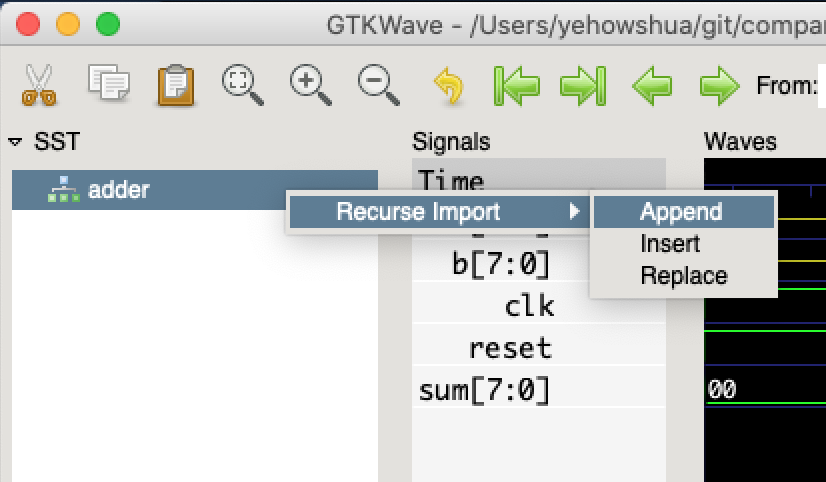 GTKWave - /Users/yehowshua/git/compar
From:
SST
Signals
Waves
adder
Time
Recurse Import
Append
Insert
Replace
b[7:0]
clk
reset
sum[7:0]
00